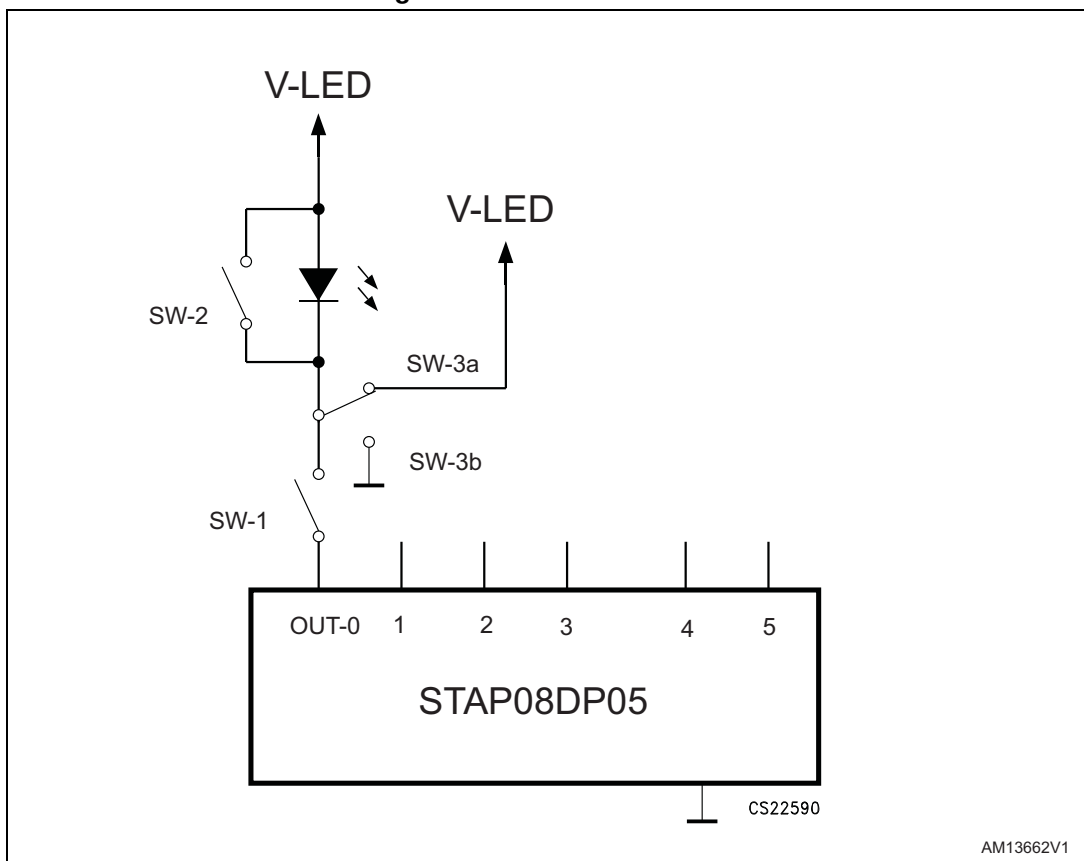 V-LED
V-LED
SW-2
SW-3a
SW-3b
SW-1
OUT-0 1 2 3 4 5
STAP08DP05
CS22590
AM13662V1